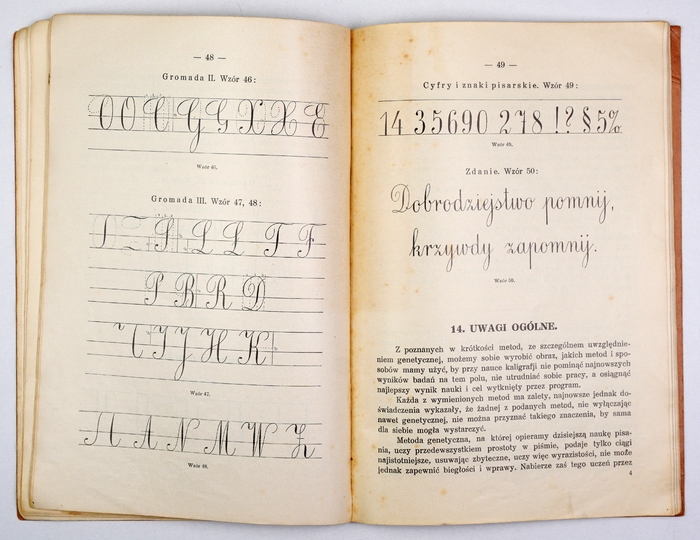 — 48 —
Gromada II. Wzór 46:
O O C G G X X E
Wzór 46.
Gromada III. Wzór 47, 48:
S L L T F
P B R D
I J H K
Wzór 47.
A N M W Ż
Wzór 48.
— 49 —
Cyfry i znaki pisarskie. Wzór 49:
14 35690 278 !? § 5%
Wzór 49.
Zdanie. Wzór 50:
Dobrodziejstwo pomnij,
krzywdy zapomnij.
Wzór 50.
14. UWAGI OGÓLNE.
Z poznanych w krótkości metod, ze szczególnem uwzględnie-
niem genetycznej, możemy sobie wyrobić obraz, jakich metod i spo-
sobów mamy użyć, by przy nauce kaligrafji nie pominąć najnowszych
wyników badań na tem polu, nie utrudniać sobie pracy, a osiągnąć
najlepszy wynik nauki i cel wytknięty przez program.
Każda z wymienionych metod ma zalety, najnowsze jednak do-
świadczenia wykazały, że żadnej z podanych metod, nie wyłączając
nawet genetycznej, nie można przyznać takiego znaczenia, by sama
dla siebie mogła wystarczyć.
Metoda genetyczna, na której opieramy dzisiejszą naukę pisa-
nia, uczy przedewszystkiem prostoty w piśmie, podaje tylko ciągi
najistotniejsze, usuwając zbyteczne, uczy więc wyrazistości, nie może
jednak zapewnić biegłości i wprawy. Nabierze zaś tego uczeń przez
4